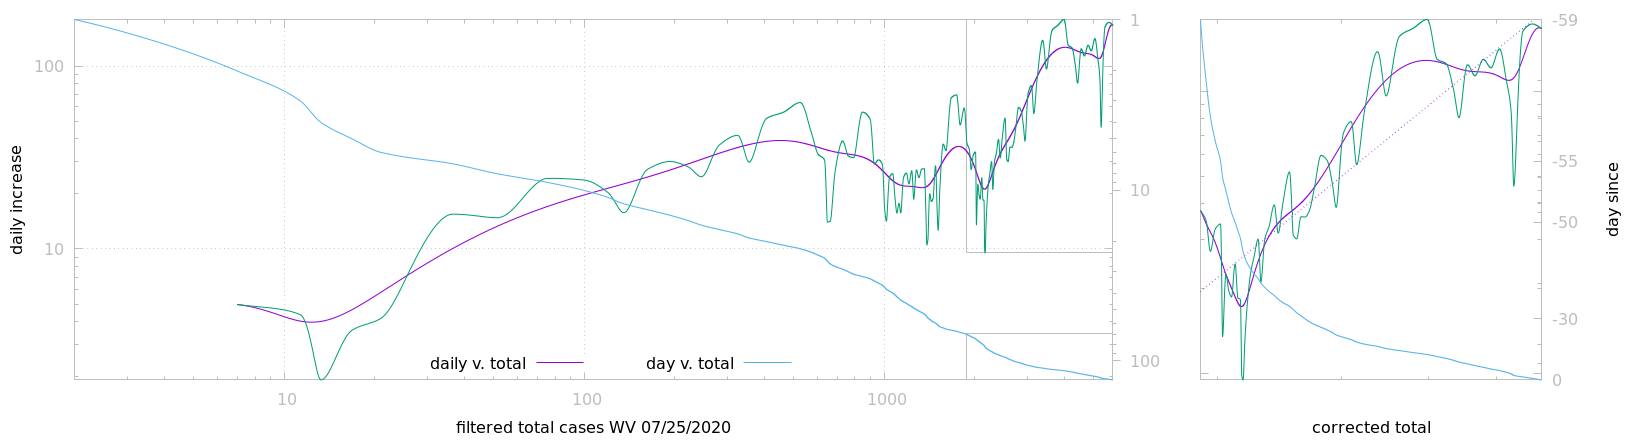 daily increase
100
10
daily v. total
day v. total
10
100
1000
filtered total cases WV 07/25/2020
1
10
100
-59
-55
-50
-30
0
day since
corrected total